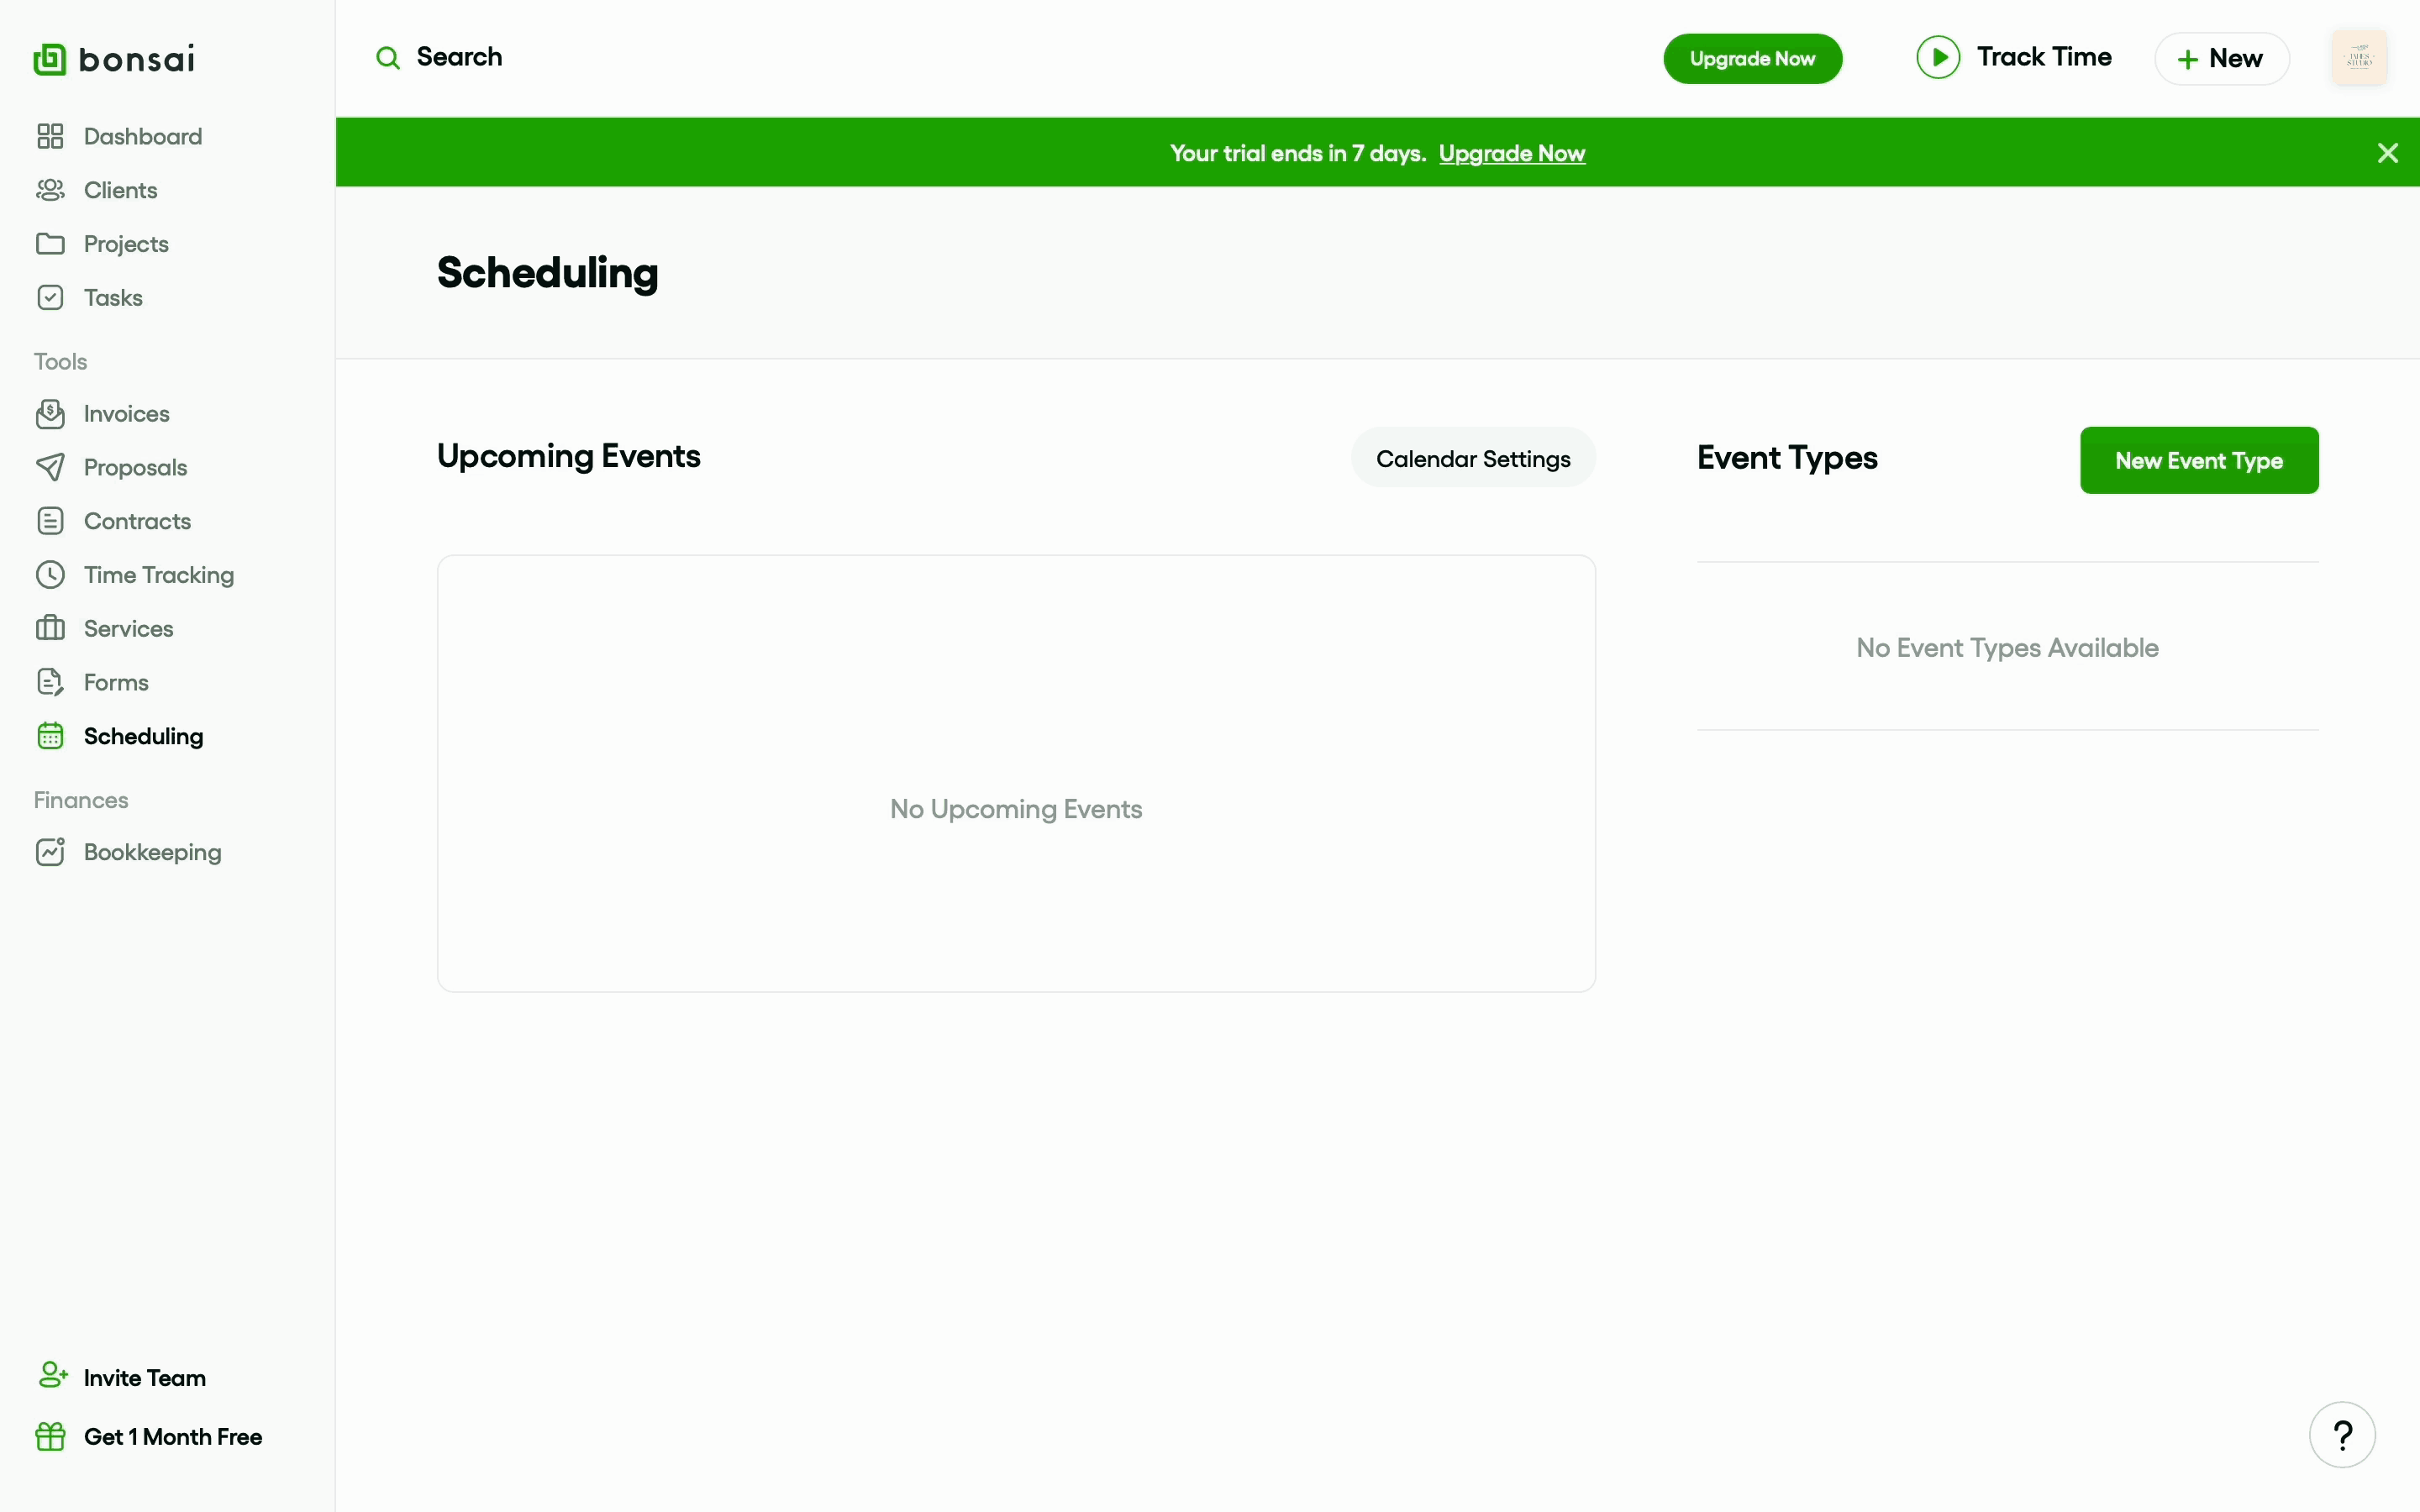 bonsai
Dashboard
Clients
Projects
Tasks
Tools
Invoices
Proposals
Contracts
Time Tracking
Services
Forms
Scheduling
Finances
Bookkeeping
Invite Team
Get 1 Month Free
Search
Upgrade Now
Track Time
+ New
STUDIO
Your trial ends in 7 days. Upgrade Now
Scheduling
Upcoming Events
Calendar Settings
No Upcoming Events
Event Types
New Event Type
No Event Types Available
?